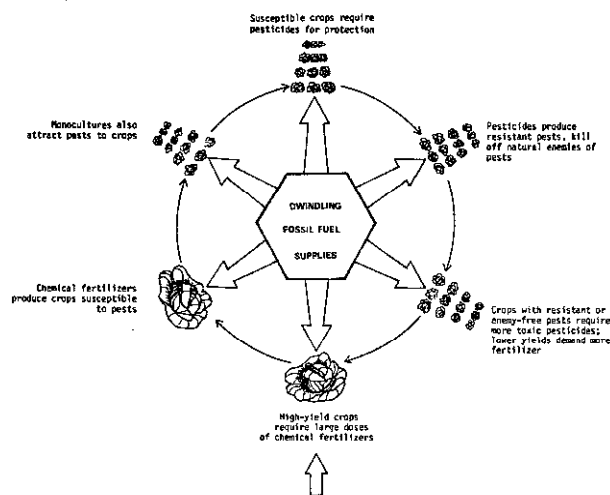 Susceptible crops require
pesticides for protection
Monocultures also
attract pests to crops
Pesticides produce
resistant pests, kill
off natural enemies of
pests
DWINDLING
FOSSIL FUEL
SUPPLIES
Chemical fertilizers
produce crops susceptible
to pests
Crops with resistant or
enemy-free pests require
more toxic pesticides;
lower yields demand more
fertilizer
High-yield crops
require large doses
of chemical fertilizers